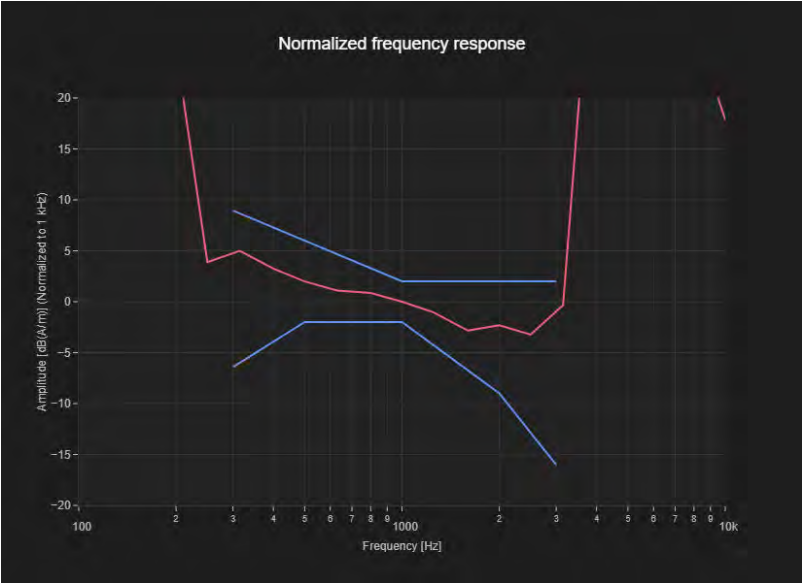 Normalized frequency response
Amplitude [dB(A/m)] (Normalized to 1 kHz)
20
15
10
5
0
−5
−10
−15
−20
100 2 3 4 5 6 7 8 9 1000 2 3 4 5 6 7 8 9 10k
Frequency [Hz]